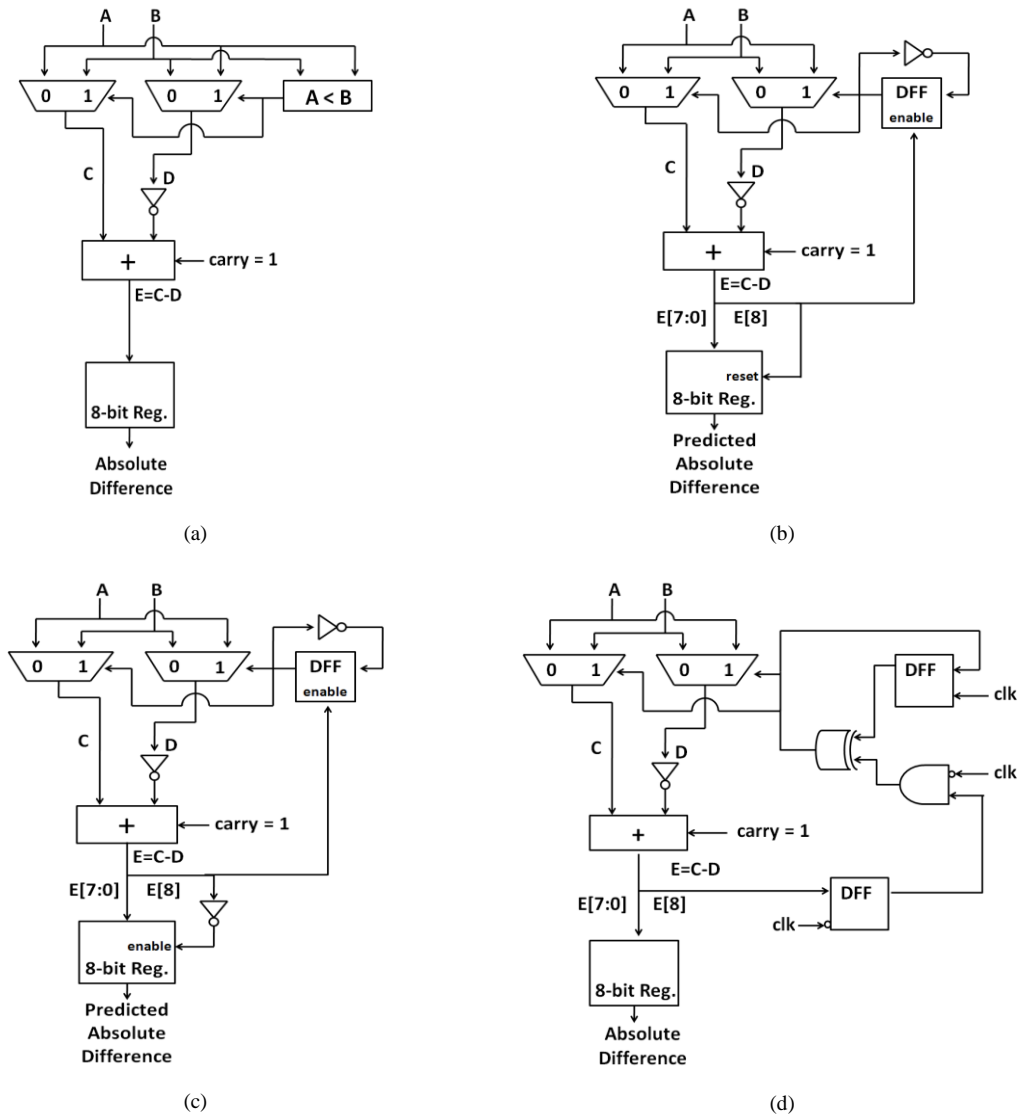 A B
0 1 0 1 A < B
C D
+ carry = 1
E=C-D
8-bit Reg.
Absolute
Difference
(a)
A B
0 1 0 1 DFF
enable
C D
+ carry = 1
E=C-D
E[7:0] E[8]
reset
8-bit Reg.
Predicted
Absolute
Difference
(b)
A B
0 1 0 1 DFF
enable
C D
+ carry = 1
E=C-D
E[7:0] E[8]
enable
8-bit Reg.
Predicted
Absolute
Difference
(c)
A B
0 1 0 1 DFF
clk
C D
clk
+ carry = 1
E=C-D
E[7:0] E[8] DFF
clk
8-bit Reg.
Absolute
Difference
(d)